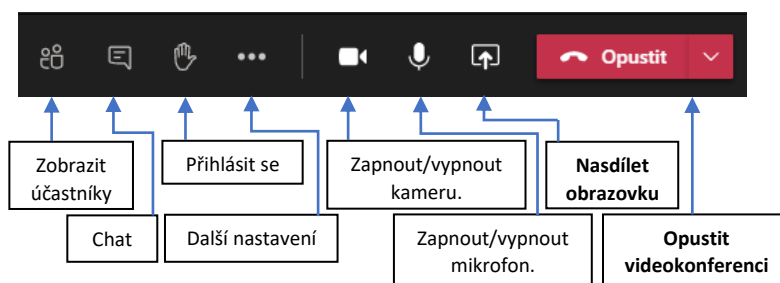 Opustit
Zobrazit
účastníky
Přihlásit se
Zapnout/vypnout
kameru.
Nasdílet
obrazovku
Chat
Další nastavení
Zapnout/vypnout
mikrofon.
Opustit
videokonferenci